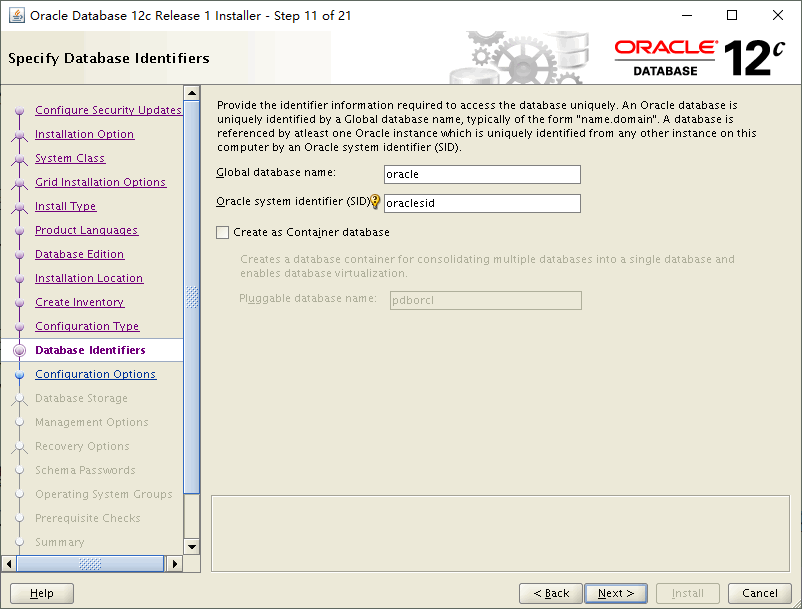 Oracle Database 12c Release 1 Installer - Step 11 of 21
Specify Database Identifiers
ORACLE®
DATABASE
12c
Configure Security Updates
Installation Option
System Class
Grid Installation Options
Install Type
Product Languages
Database Edition
Installation Location
Create Inventory
Configuration Type
Database Identifiers
Configuration Options
Database Storage
Management Options
Recovery Options
Schema Passwords
Operating System Groups
Prerequisite Checks
Summary
Provide the identifier information required to access the database uniquely. An Oracle database is
uniquely identified by a Global database name, typically of the form "name.domain". A database is
referenced by atleast one Oracle instance which is uniquely identified from any other instance on this
computer by an Oracle system identifier (SID).
Global database name: oracle
Oracle system identifier (SID) oraclesid
Create as Container database
Creates a database container for consolidating multiple databases into a single database and
enables database virtualization.
Pluggable database name: pdborcl
Help
< Back
Next >
Install
Cancel